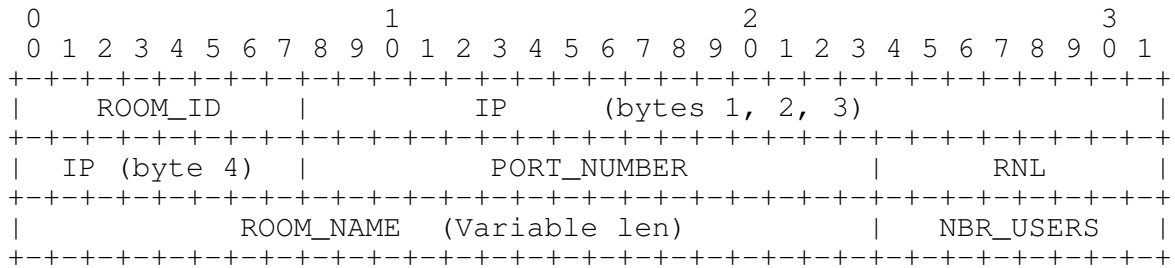 0                   1                   2                   3
 0 1 2 3 4 5 6 7 8 9 0 1 2 3 4 5 6 7 8 9 0 1 2 3 4 5 6 7 8 9 0 1
+-+-+-+-+-+-+-+-+-+-+-+-+-+-+-+-+-+-+-+-+-+-+-+-+-+-+-+-+-+-+-+-+
|    ROOM_ID    |         IP     (bytes 1, 2, 3)                |
+-+-+-+-+-+-+-+-+-+-+-+-+-+-+-+-+-+-+-+-+-+-+-+-+-+-+-+-+-+-+-+-+
|  IP (byte 4)  |          PORT_NUMBER          |      RNL      |
+-+-+-+-+-+-+-+-+-+-+-+-+-+-+-+-+-+-+-+-+-+-+-+-+-+-+-+-+-+-+-+-+
|            ROOM_NAME  (Variable len)          |   NBR_USERS   |
+-+-+-+-+-+-+-+-+-+-+-+-+-+-+-+-+-+-+-+-+-+-+-+-+-+-+-+-+-+-+-+-+